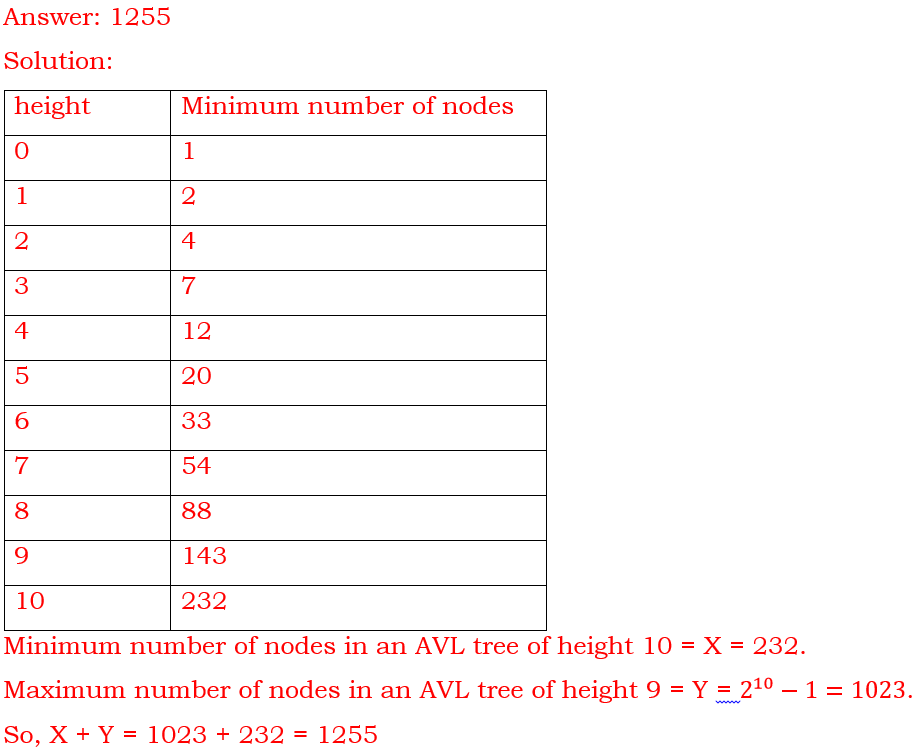 Answer: 1255
Solution:
height Minimum number of nodes
0 1
1 2
2 4
3 7
4 12
5 20
6 33
7 54
8 88
9 143
10 232
Minimum number of nodes in an AVL tree of height 10 = X = 232.
Maximum number of nodes in an AVL tree of height 9 = Y = 2¹⁰ − 1 = 1023.
So, X + Y = 1023 + 232 = 1255